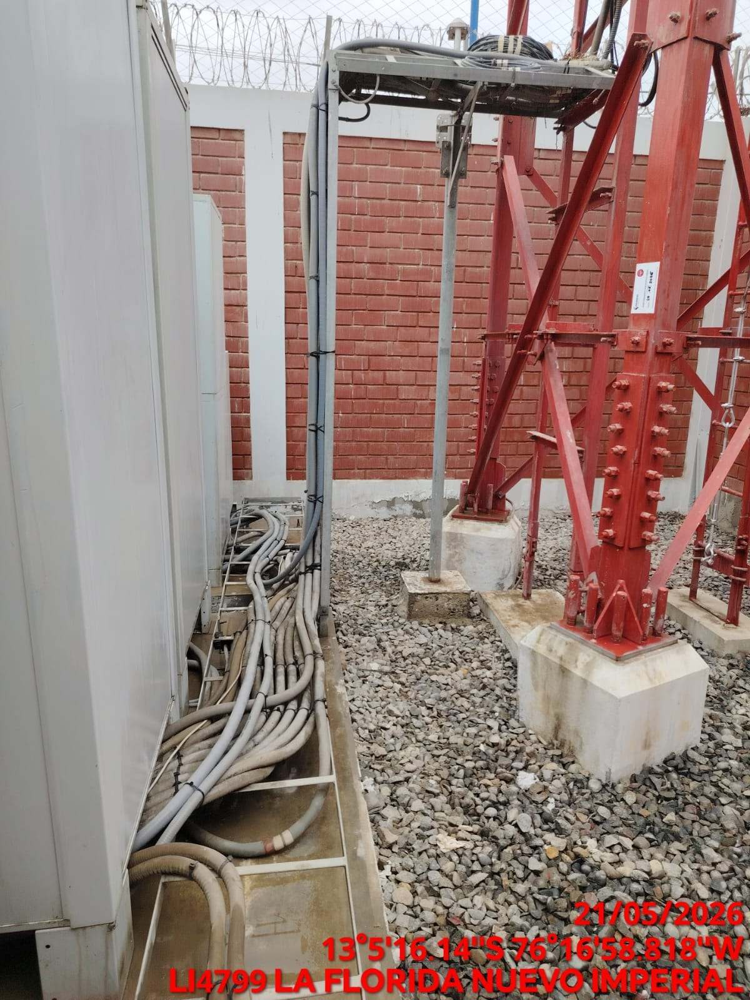 21/05/2026
13°5'16.14"S 76°16'58.818"W
LI4799 LA FLORIDA NUEVO IMPERIAL